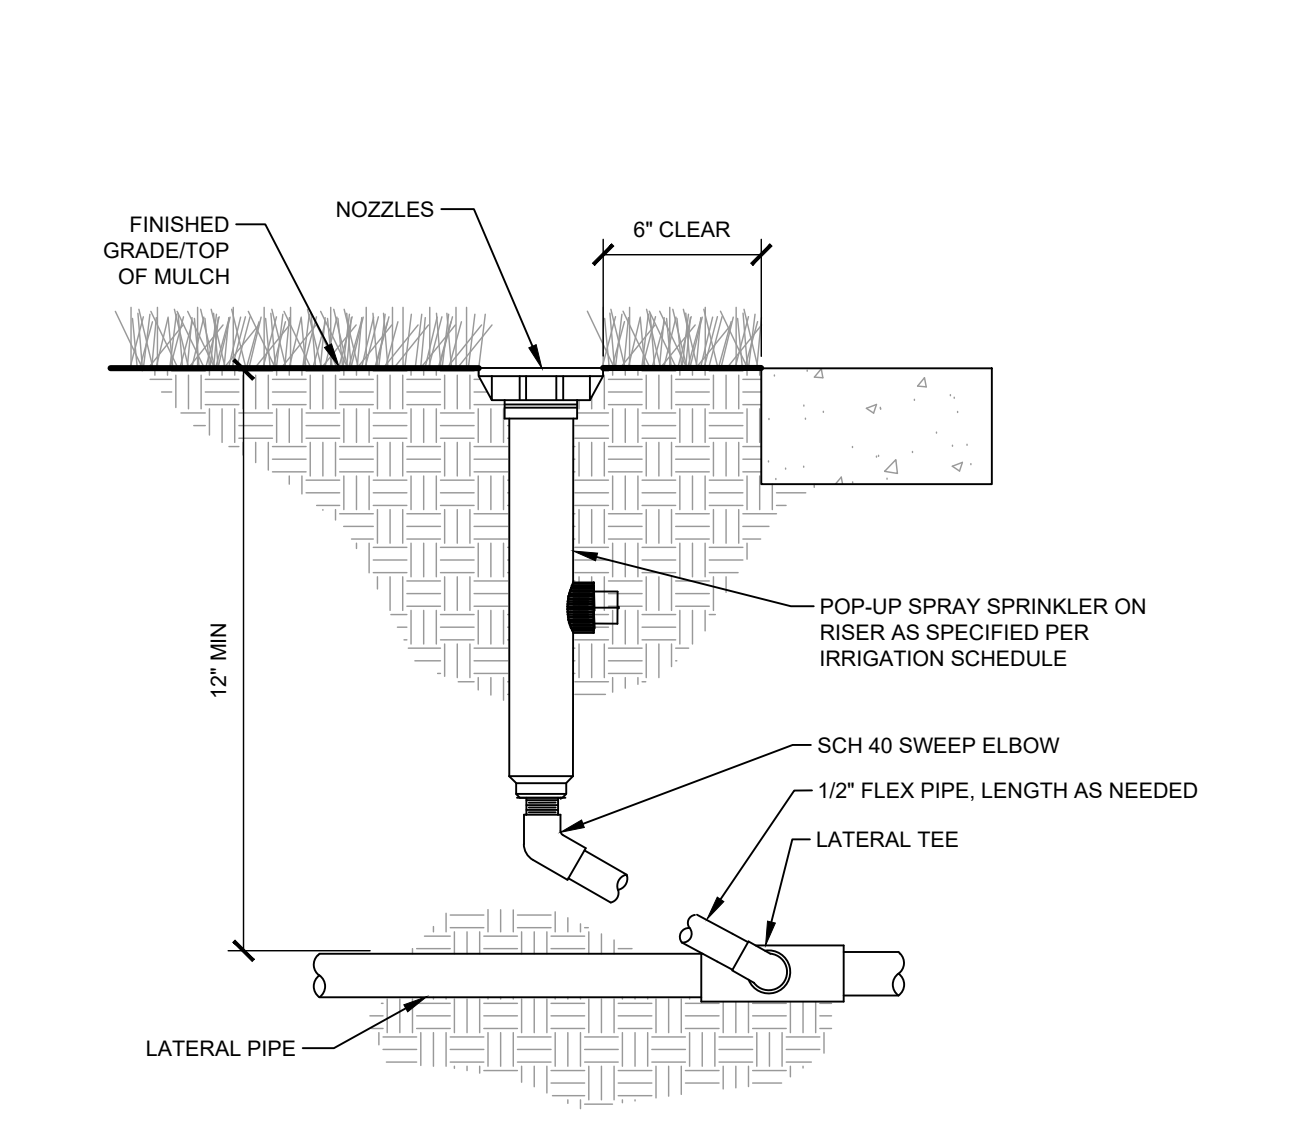 NOZZLES
FINISHED
GRADE/TOP
OF MULCH
6" CLEAR
12" MIN
POP-UP SPRAY SPRINKLER ON
RISER AS SPECIFIED PER
IRRIGATION SCHEDULE
SCH 40 SWEEP ELBOW
1/2" FLEX PIPE, LENGTH AS NEEDED
LATERAL TEE
LATERAL PIPE